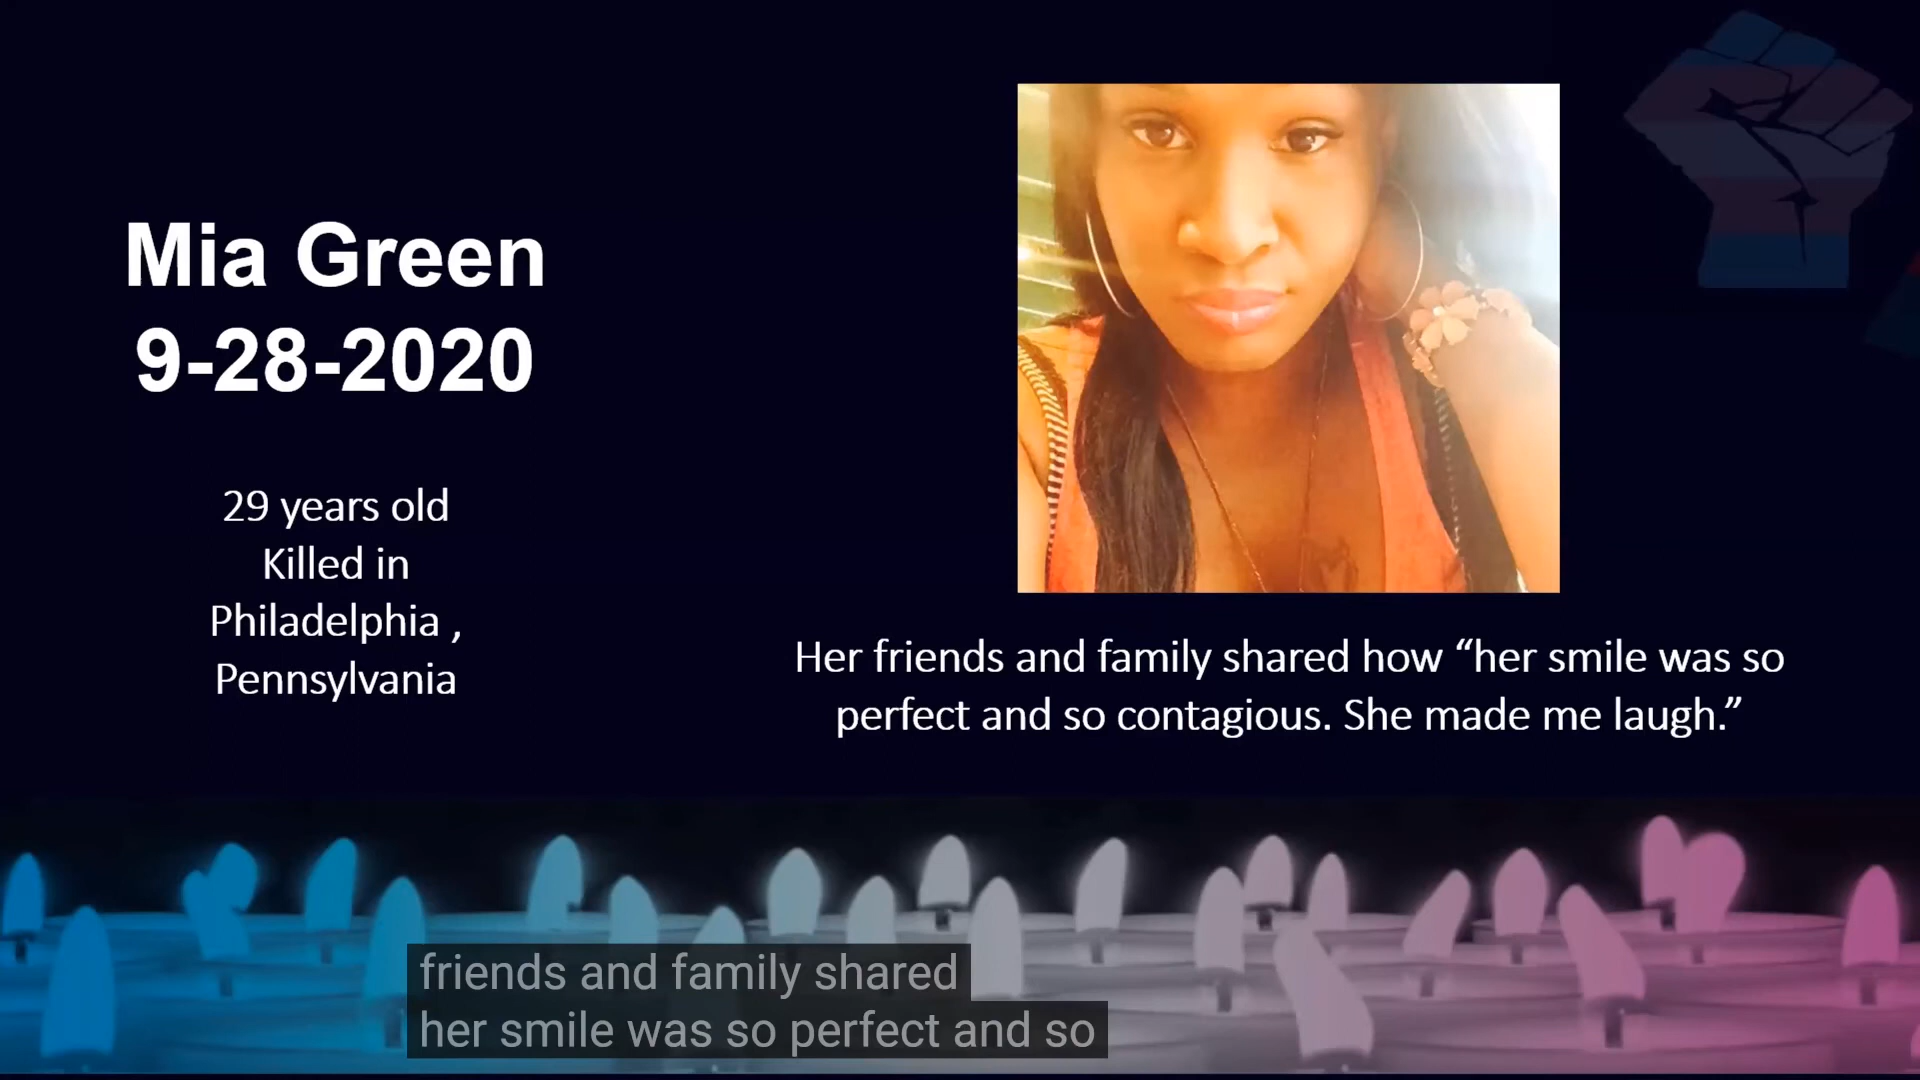 Mia Green
9-28-2020
29 years old
Killed in
Philadelphia ,
Pennsylvania
Her friends and family shared how “her smile was so
perfect and so contagious. She made me laugh.”
friends and family shared
her smile was so perfect and so